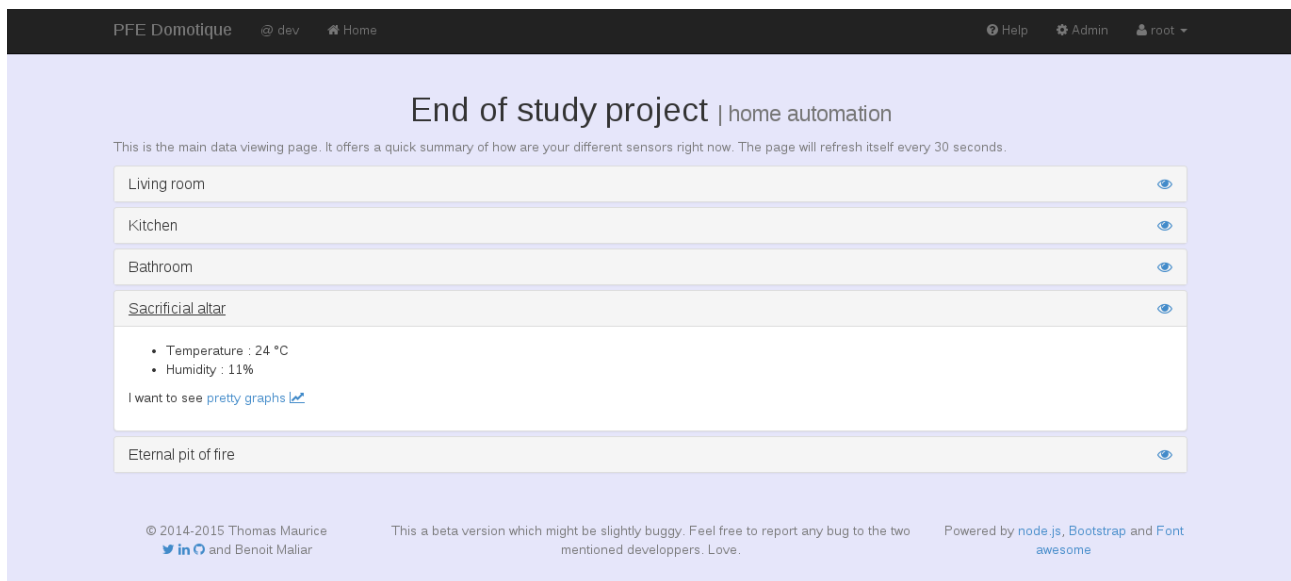 PFE Domotique @ dev Home Help Admin root
End of study project | home automation
This is the main data viewing page. It offers a quick summary of how are your different sensors right now. The page will refresh itself every 30 seconds.
Living room
Kitchen
Bathroom
Sacrificial altar
• Temperature : 24 °C
• Humidity : 11%
I want to see pretty graphs
Eternal pit of fire
© 2014-2015 Thomas Maurice
and Benoit Maliar
This a beta version which might be slightly buggy. Feel free to report any bug to the two
mentioned developpers. Love.
Powered by node.js, Bootstrap and Font
awesome